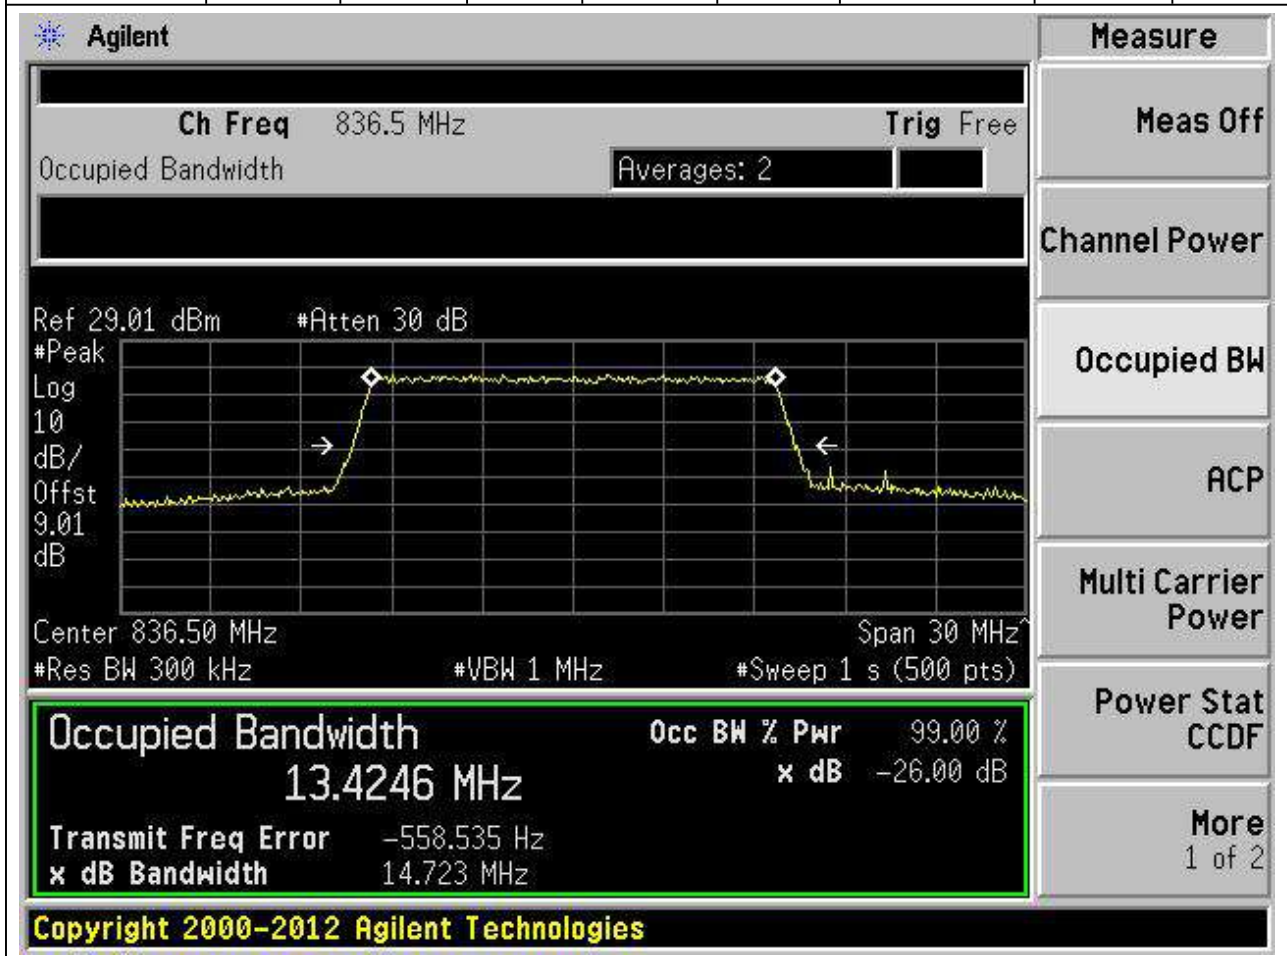 Agilent
Measure
Ch Freq 836.5 MHz Trig Free
Meas Off
Occupied Bandwidth Averages: 2
Channel Power
Ref 29.01 dBm #Atten 30 dB
#Peak
Log
10
dB/
Offst
9.01
dB
Occupied BW
ACP
Multi Carrier
Power
Center 836.50 MHz Span 30 MHz^
#Res BW 300 kHz #VBW 1 MHz #Sweep 1 s (500 pts)
Power Stat
CCDF
Occupied Bandwidth Occ BW % Pwr 99.00 %
13.4246 MHz x dB -26.00 dB
Transmit Freq Error -558.535 Hz
x dB Bandwidth 14.723 MHz
More
1 of 2
Copyright 2000-2012 Agilent Technologies